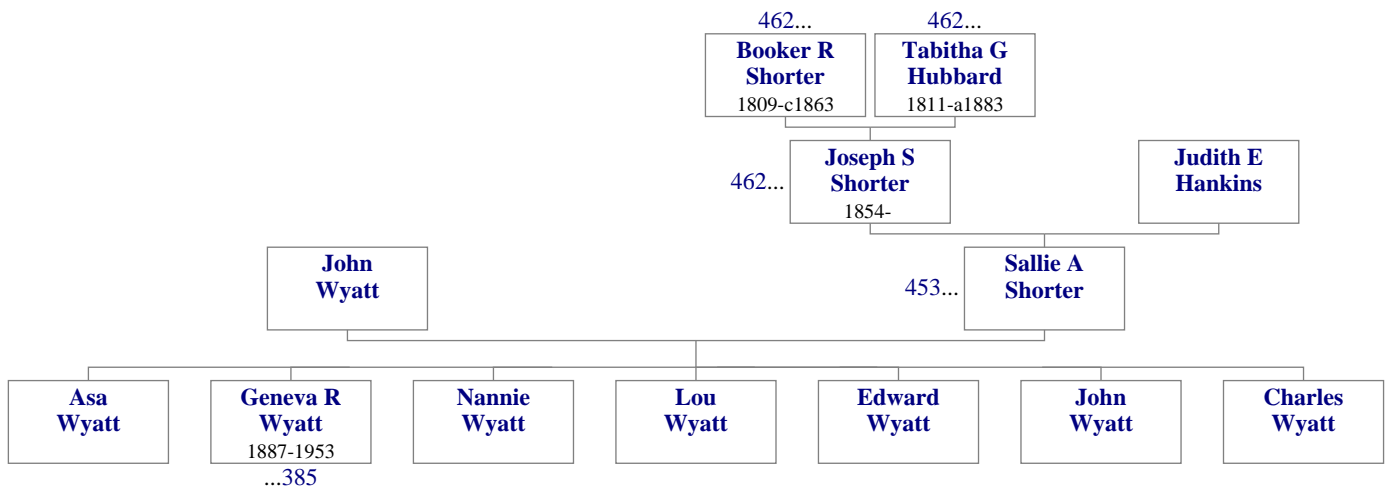 462...
462...
Booker R
Shorter
1809-c1863
Tabitha G
Hubbard
1811-a1883
462...
Joseph S
Shorter
1854-
Judith E
Hankins
John
Wyatt
453...
Sallie A
Shorter
Asa
Wyatt
Geneva R
Wyatt
1887-1953
...385
Nannie
Wyatt
Lou
Wyatt
Edward
Wyatt
John
Wyatt
Charles
Wyatt